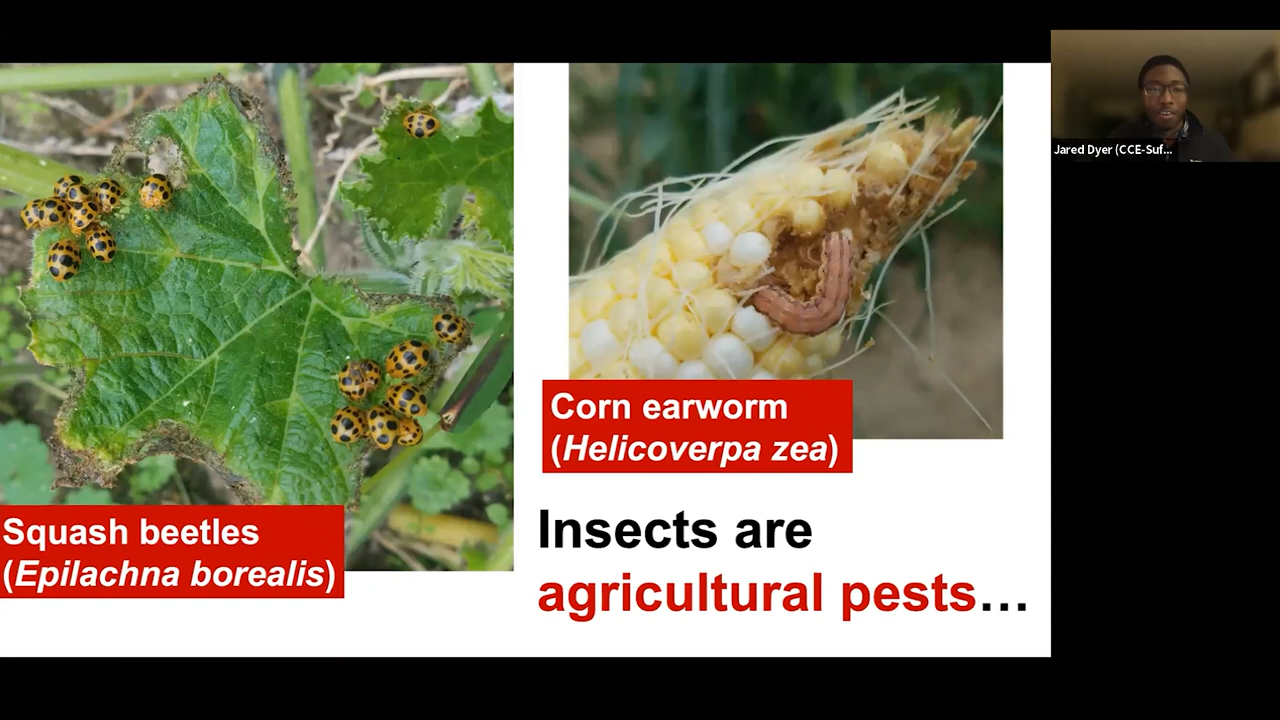 Jared Dyer (CCE-Suf...
Corn earworm
(Helicoverpa zea)
Squash beetles
(Epilachna borealis)
Insects are
agricultural pests…